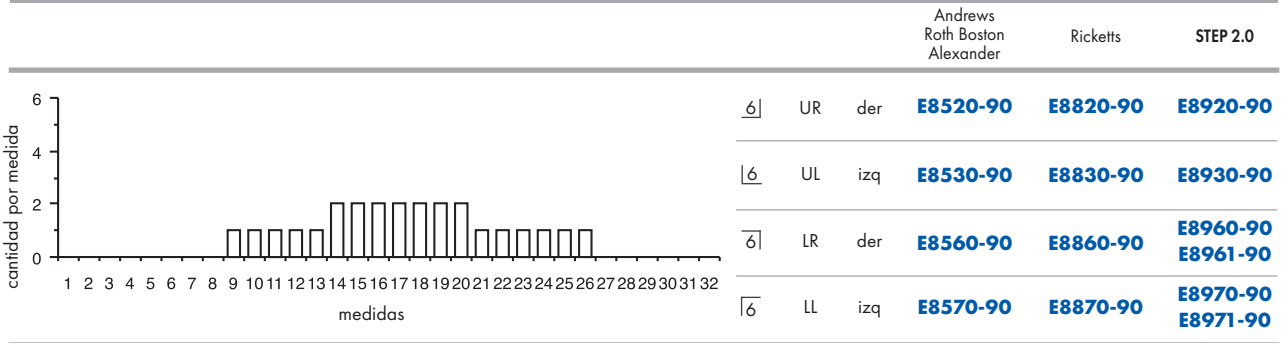 Andrews
Roth Boston
Alexander
Ricketts
STEP 2.0
cantidad por medida
6
4
2
0
1 2 3 4 5 6 7 8 9 10 11 12 13 14 15 16 17 18 19 20 21 22 23 24 25 26 27 28 29 30 31 32
medidas
6 UR der E8520-90 E8820-90 E8920-90
6 UL izq E8530-90 E8830-90 E8930-90
6 LR der E8560-90 E8860-90 E8960-90
E8961-90
6 LL izq E8570-90 E8870-90 E8970-90
E8971-90